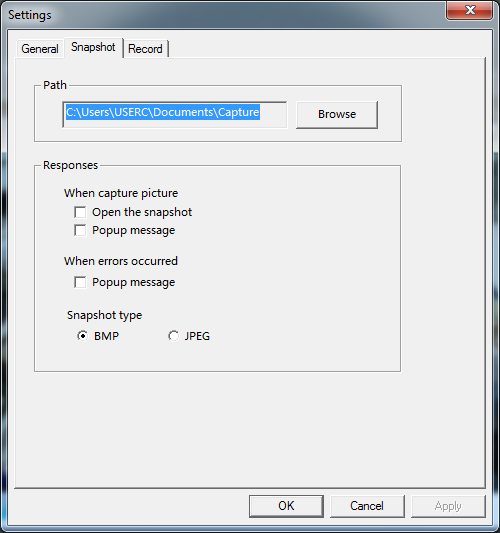 Settings
General Snapshot Record
Path
C:\Users\USERC\Documents\Capture Browse
Responses
When capture picture
Open the snapshot
Popup message
When errors occurred
Popup message
Snapshot type
BMP JPEG
OK Cancel Apply